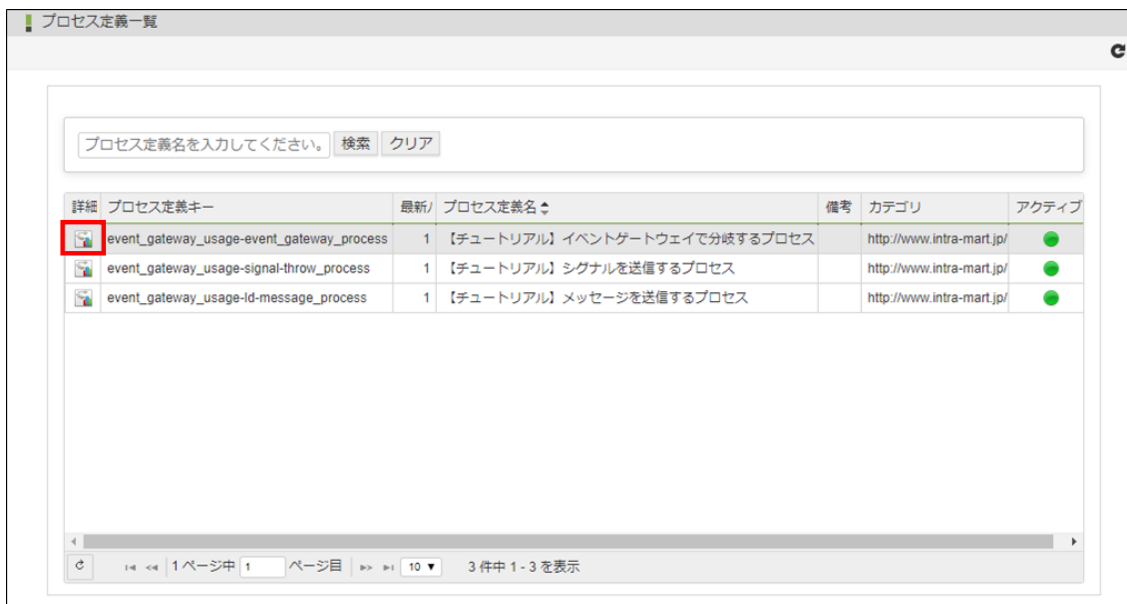 プロセス定義一覧
プロセス定義名を入力してください。 検索 クリア
詳細 プロセス定義キー 最新/ プロセス定義名 備考 カテゴリ アクティブ
event_gateway_usage-event_gateway_process 1 【チュートリアル】イベントゲートウェイで分岐するプロセス http://www.intra-mart.jp/
event_gateway_usage-signal-throw_process 1 【チュートリアル】シグナルを送信するプロセス http://www.intra-mart.jp/
event_gateway_usage-ld-message_process 1 【チュートリアル】メッセージを送信するプロセス http://www.intra-mart.jp/
1 ページ中 1 ページ目 10 3 件中 1 - 3 を表示